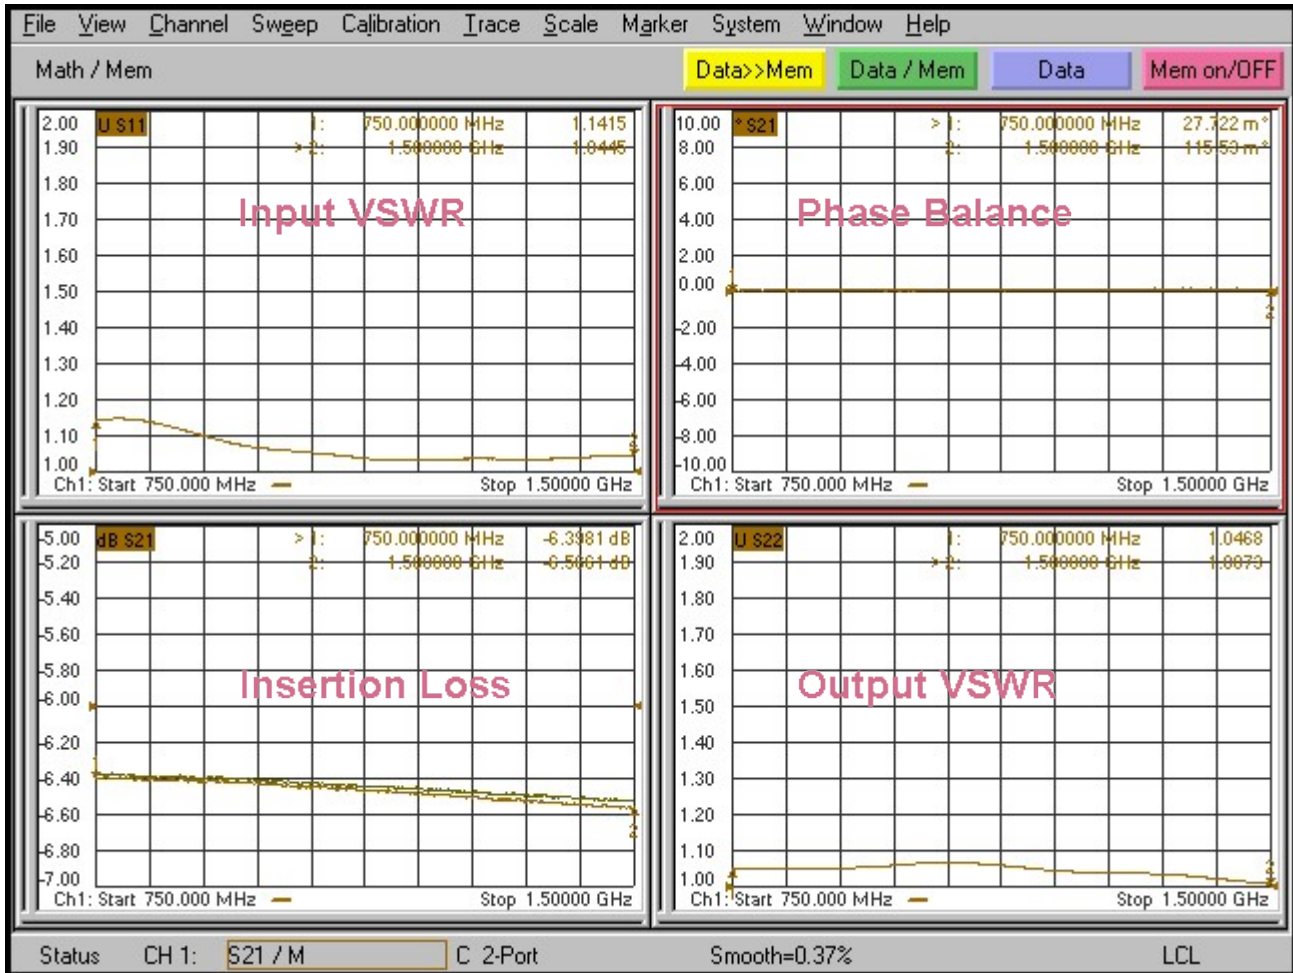 File View Channel Sweep Calibration Trace Scale Marker System Window Help
Math / Mem Data>>Mem Data / Mem Data Mem on/OFF
2.00 U S11 1: 750.000000 MHz 1.1415
1.90 > 2: 1.500000 GHz 1.0445
1.80
1.70 Input VSWR
1.60
1.50
1.40
1.30
1.20
1.10
1.00
Ch1: Start 750.000 MHz Stop 1.50000 GHz
10.00 ° S21 > 1: 750.000000 MHz 27.722 m°
8.00 2: 1.500000 GHz 115.53 m°
6.00
4.00 Phase Balance
2.00
0.00
-2.00
-4.00
-6.00
-8.00
-10.00
Ch1: Start 750.000 MHz Stop 1.50000 GHz
-5.00 dB S21 > 1: 750.000000 MHz -6.3981 dB
-5.20 2: 1.500000 GHz -6.5661 dB
-5.40
-5.60
-5.80 Insertion Loss
-6.00
-6.20
-6.40
-6.60
-6.80
-7.00
Ch1: Start 750.000 MHz Stop 1.50000 GHz
2.00 U S22 1: 750.000000 MHz 1.0468
1.90 > 2: 1.500000 GHz
1.80
1.70
1.60 Output VSWR
1.50
1.40
1.30
1.20
1.10
1.00
Ch1: Start 750.000 MHz Stop 1.50000 GHz
Status CH 1: S21 / M C 2-Port Smooth=0.37% LCL